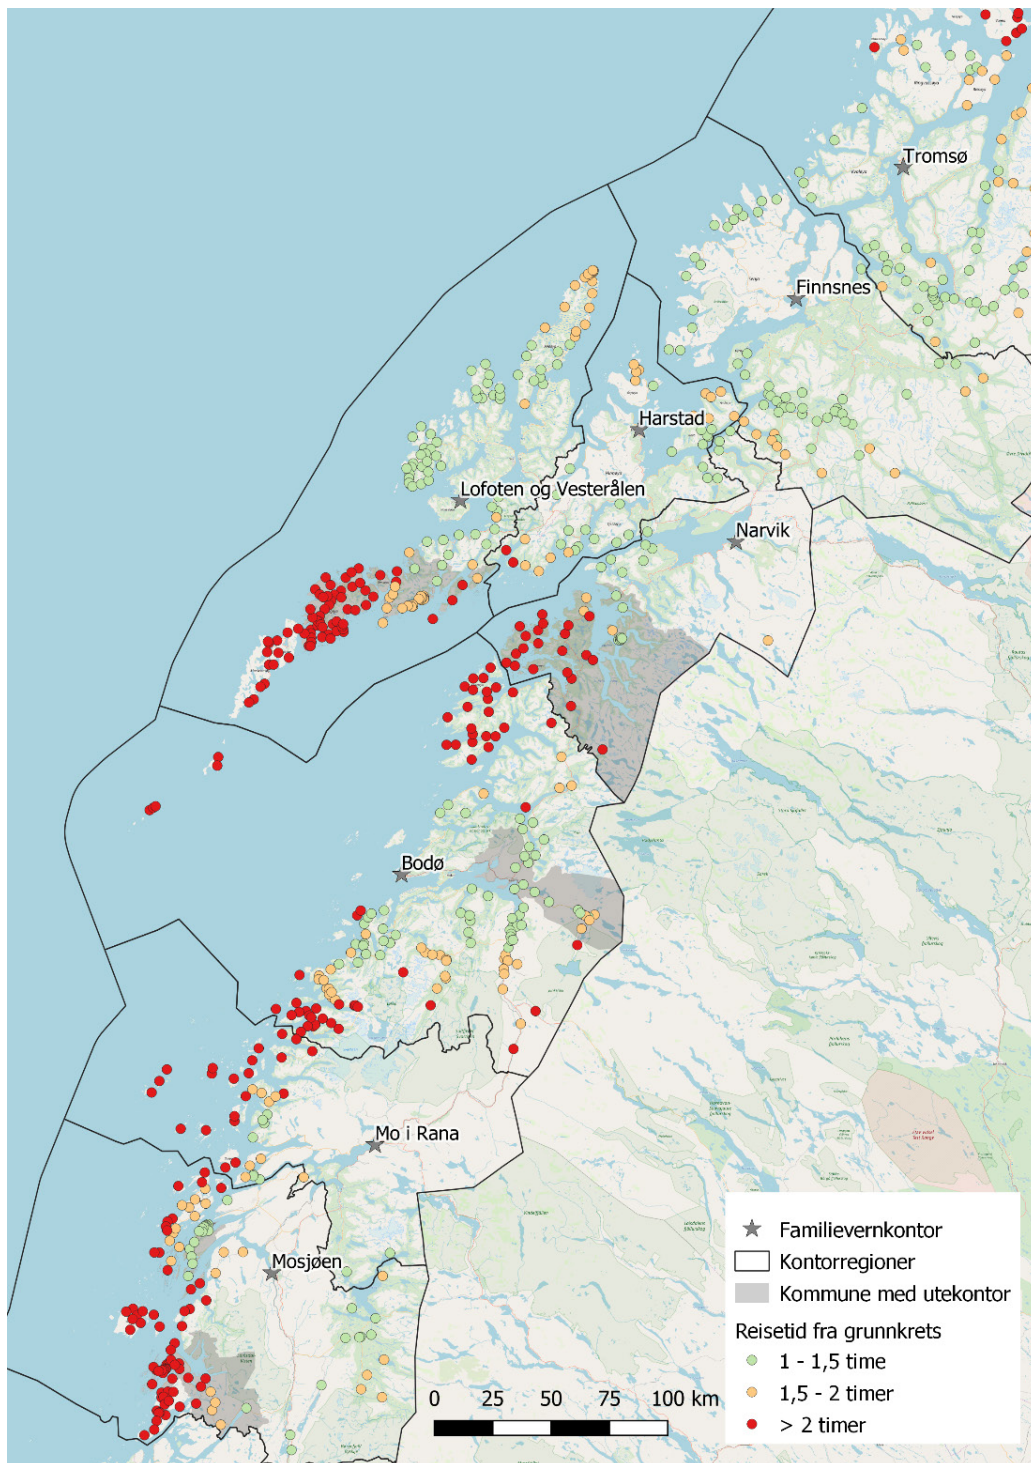 Tromsø
Finnsnes
Harstad
Lofoten og Vesterålen
Narvik
Bodø
Mo i Rana
Mosjøen
Familievernkontor
Kontorregioner
Kommune med utekontor
Reisetid fra grunnkrets
1 - 1,5 time
1,5 - 2 timer
> 2 timer
0 25 50 75 100 km